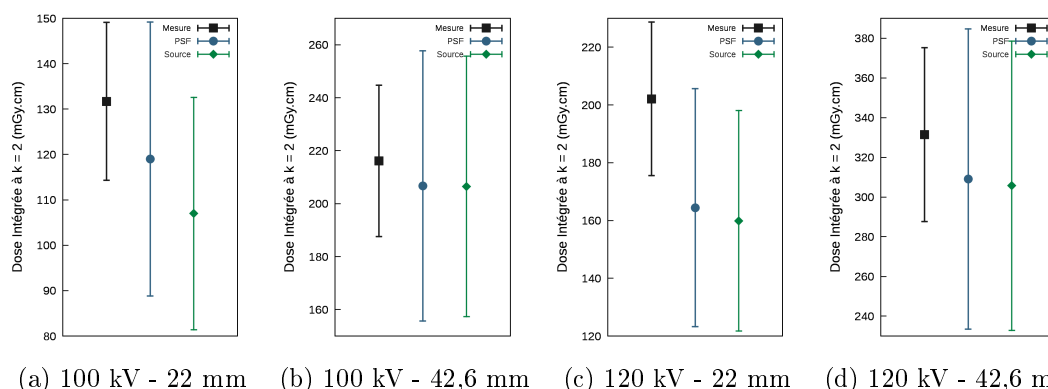 Dose Intégrée à k = 2 (mGy.cm)
150
140
130
120
110
100
90
80
Mesure
PSF
Source
(a) 100 kV - 22 mm
Dose Intégrée à k = 2 (mGy.cm)
260
240
220
200
180
160
Mesure
PSF
Source
(b) 100 kV - 42,6 mm
Dose Intégrée à k = 2 (mGy.cm)
220
200
180
160
140
120
Mesure
PSF
Source
(c) 120 kV - 22 mm
Dose Intégrée à k = 2 (mGy.cm)
380
360
340
320
300
280
260
240
Mesure
PSF
Source
(d) 120 kV - 42,6 m